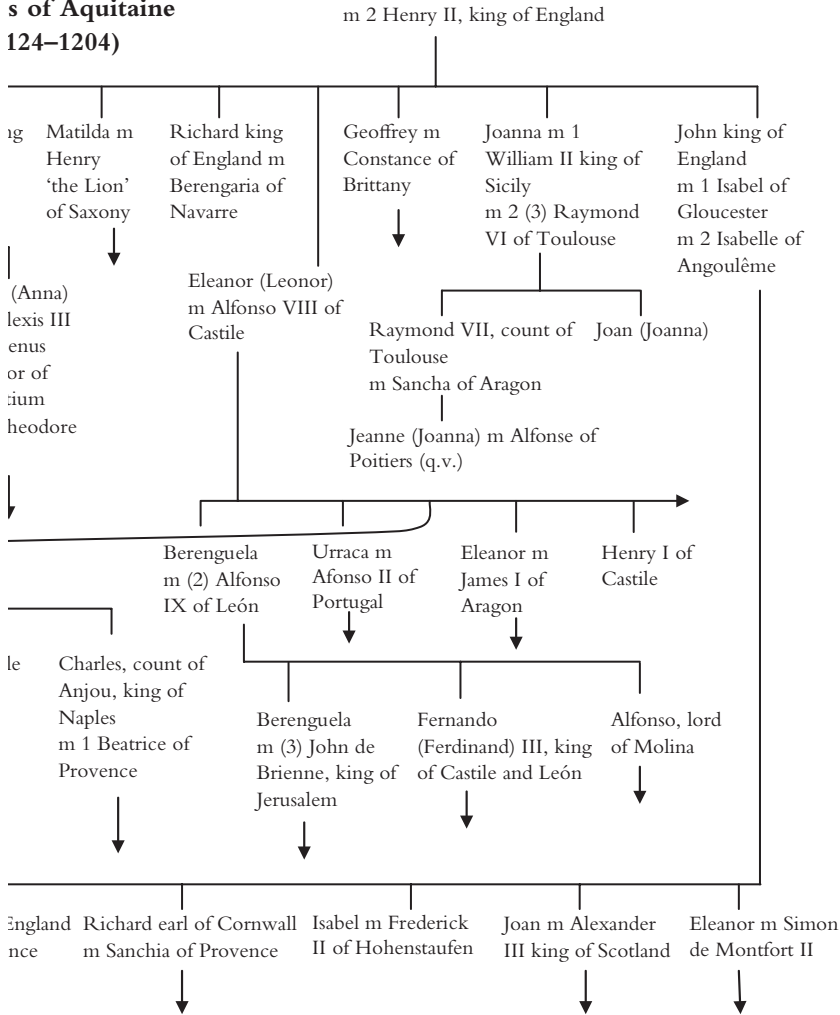 s of Aquitaine
124–1204)
m 2 Henry II, king of England
ng
Matilda m
Henry
‘the Lion’
of Saxony
Richard king
of England m
Berengaria of
Navarre
Geoffrey m
Constance of
Brittany
Joanna m 1
William II king of
Sicily
m 2 (3) Raymond
VI of Toulouse
John king of
England
m 1 Isabel of
Gloucester
m 2 Isabelle of
Angoulême
(Anna)
lexis III
enus
or of
tium
heodore
Eleanor (Leonor)
m Alfonso VIII of
Castile
Raymond VII, count of
Toulouse
m Sancha of Aragon
Joan (Joanna)
Jeanne (Joanna) m Alfonse of
Poitiers (q.v.)
Berenguela
m (2) Alfonso
IX of León
Urraca m
Afonso II of
Portugal
Eleanor m
James I of
Aragon
Henry I of
Castile
le
Charles, count of
Anjou, king of
Naples
m 1 Beatrice of
Provence
Berenguela
m (3) John de
Brienne, king of
Jerusalem
Fernando
(Ferdinand) III, king
of Castile and León
Alfonso, lord
of Molina
England
nce
Richard earl of Cornwall
m Sanchia of Provence
Isabel m Frederick
II of Hohenstaufen
Joan m Alexander
III king of Scotland
Eleanor m Simon
de Montfort II